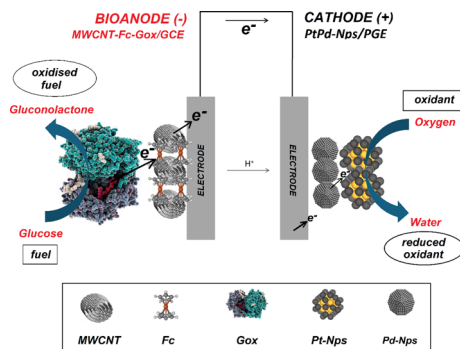 BIOANODE (-)
MWCNT-Fc-Gox/GCE
e-
CATHODE (+)
PtPd-Nps/PGE
oxidised
fuel
Gluconolactone
e-
e-
ELECTRODE
H+
ELECTRODE
e-
e-
oxidant
Oxygen
Glucose
fuel
Water
reduced
oxidant
MWCNT
Fc
Gox
Pt-Nps
Pd-Nps